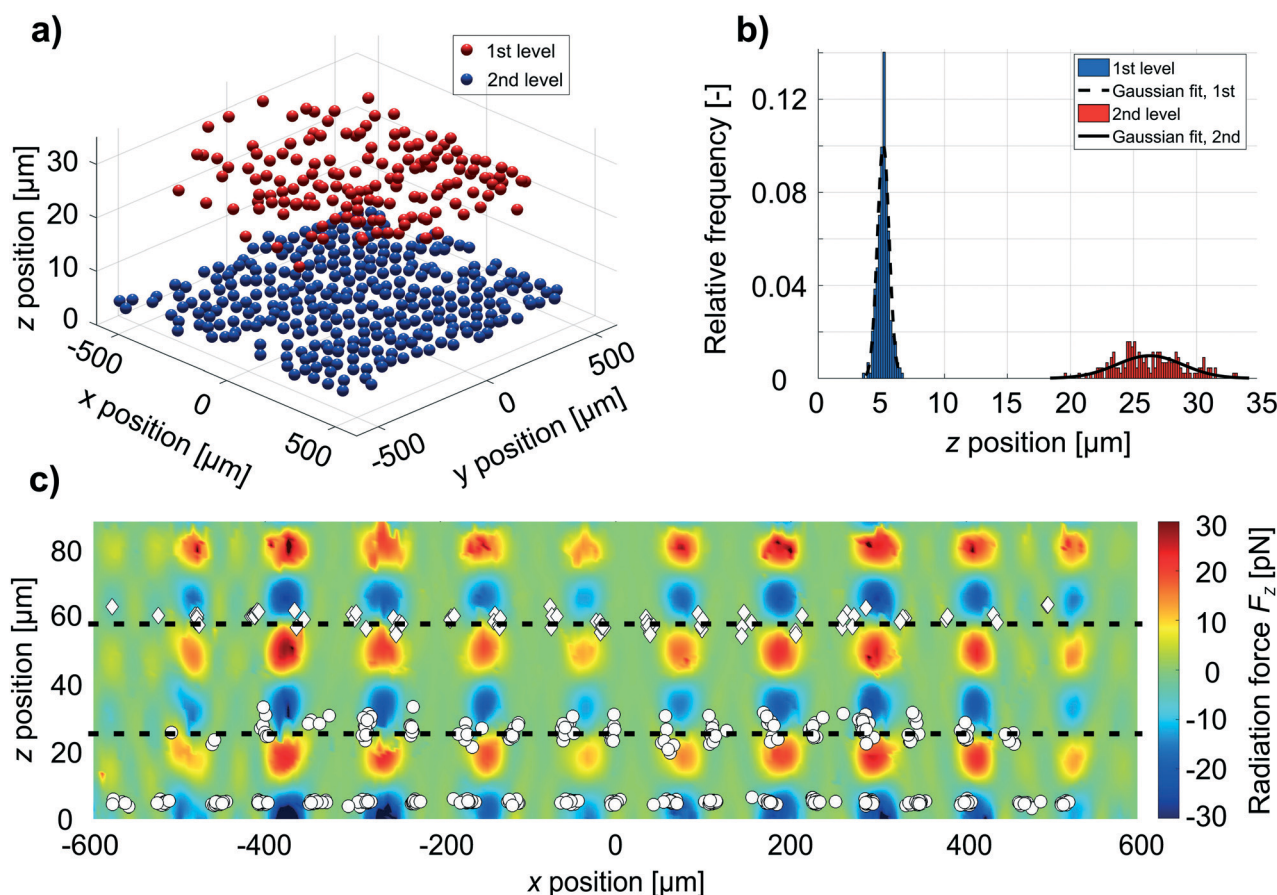 a)
1st level
2nd level
z position [µm]
30
20
10
0
-500
0
500
x position [µm]
-500
0
500
y position [µm]
b)
Relative frequency [-]
0.12
0.08
0.04
0
0 5 10 15 20 25 30 35
z position [µm]
1st level
Gaussian fit, 1st
2nd level
Gaussian fit, 2nd
c)
z position [µm]
80
60
40
20
0
-600 -400 -200 0 200 400 600
x position [µm]
30
20
10
0
-10
-20
-30
Radiation force Fz [pN]